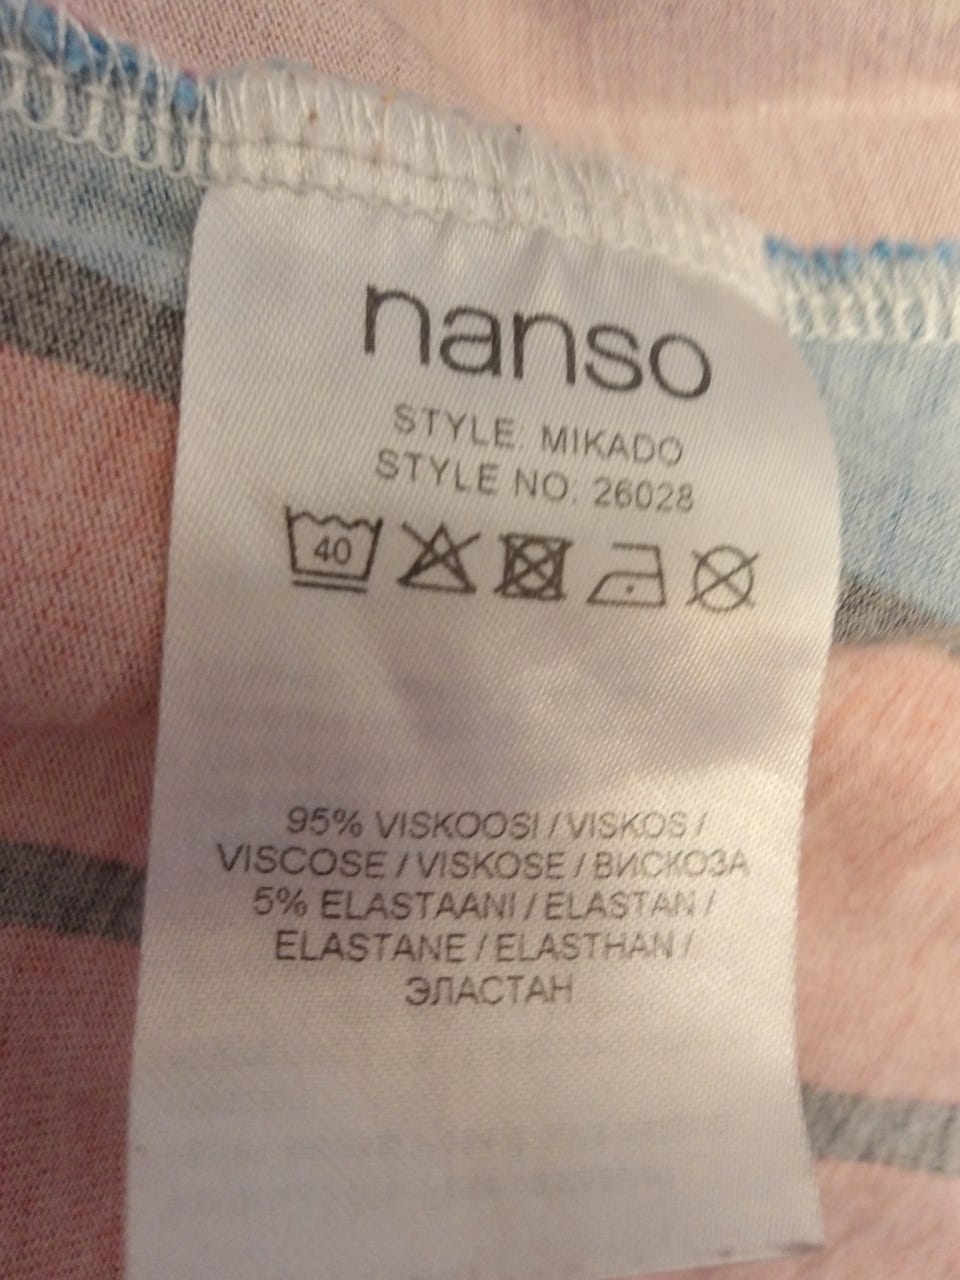 nanso
STYLE: MIKADO
STYLE NO: 26028
40
95% VISKOOSI / VISKOS /
VISCOSE / VISKOSE / ВИСКОЗА
5% ELASTAANI / ELASTAN /
ELASTANE / ELASTHAN /
ЭЛАСТАН